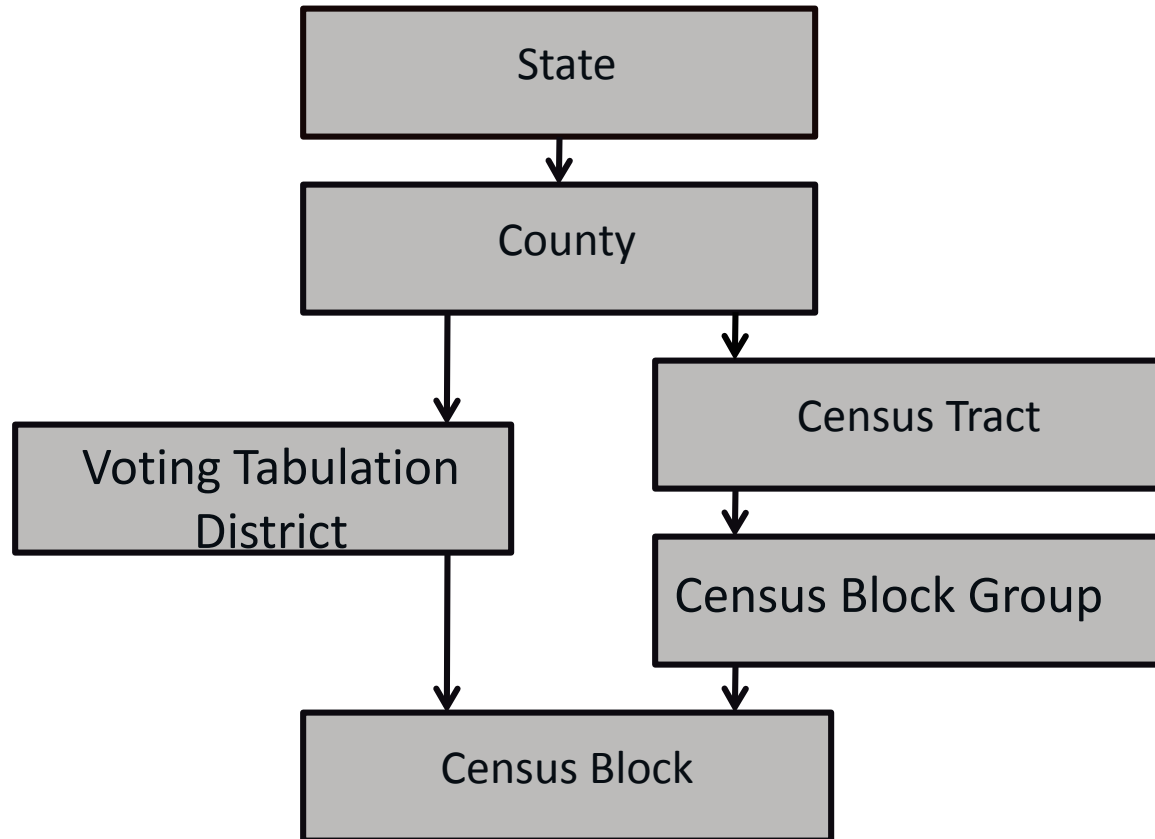 State
County
Census Tract
Voting Tabulation
District
Census Block Group
Census Block